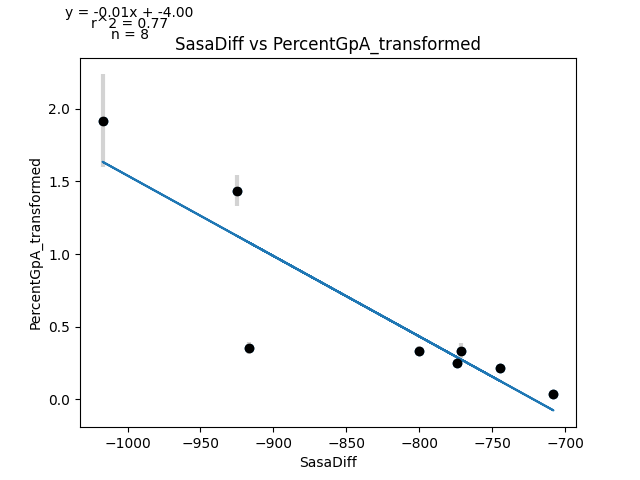 y = -0.01x + -4.00
r^2 = 0.77
n = 8
SasaDiff vs PercentGpA_transformed
PercentGpA_transformed
2.0
1.5
1.0
0.5
0.0
−1000 −950 −900 −850 −800 −750 −700
SasaDiff